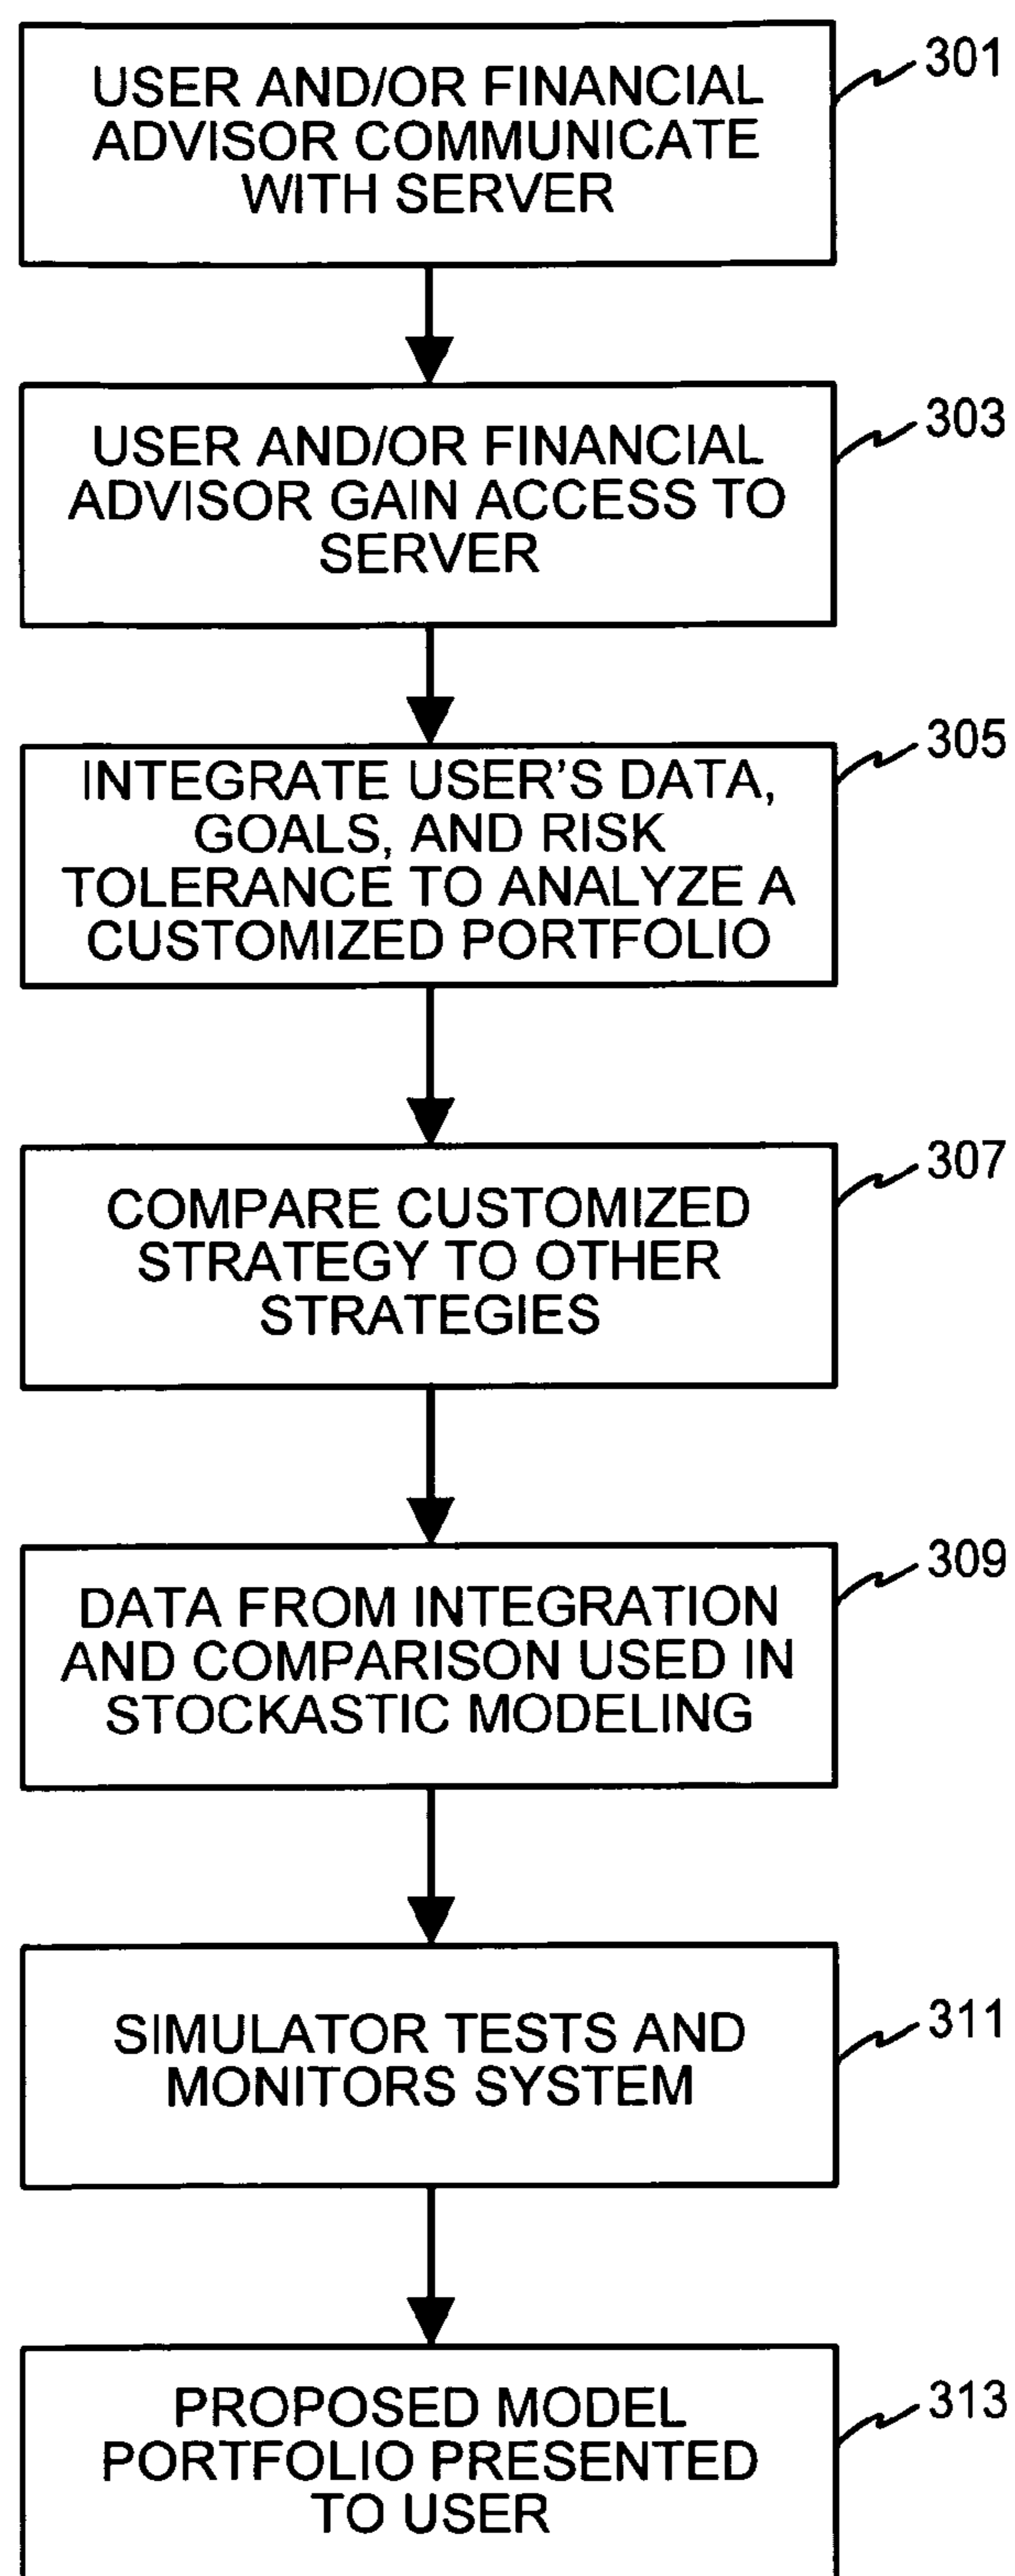 USER AND/OR FINANCIAL
ADVISOR COMMUNICATE
WITH SERVER
301
USER AND/OR FINANCIAL
ADVISOR GAIN ACCESS TO
SERVER
303
INTEGRATE USER'S DATA,
GOALS, AND RISK
TOLERANCE TO ANALYZE A
CUSTOMIZED PORTFOLIO
305
COMPARE CUSTOMIZED
STRATEGY TO OTHER
STRATEGIES
307
DATA FROM INTEGRATION
AND COMPARISON USED IN
STOCKASTIC MODELING
309
SIMULATOR TESTS AND
MONITORS SYSTEM
311
PROPOSED MODEL
PORTFOLIO PRESENTED
TO USER
313